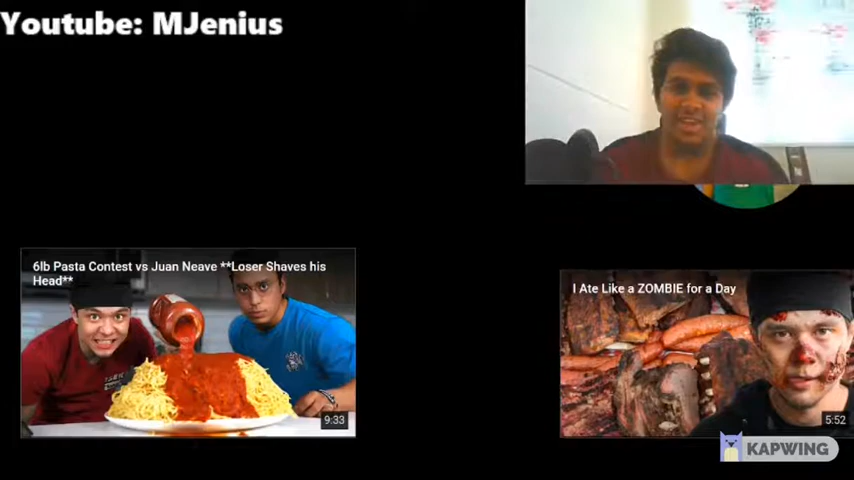 Youtube: MJenius
6lb Pasta Contest vs Juan Neave **Loser Shaves his
Head**
9:33
I Ate Like a ZOMBIE for a Day
5:52
KAPWING